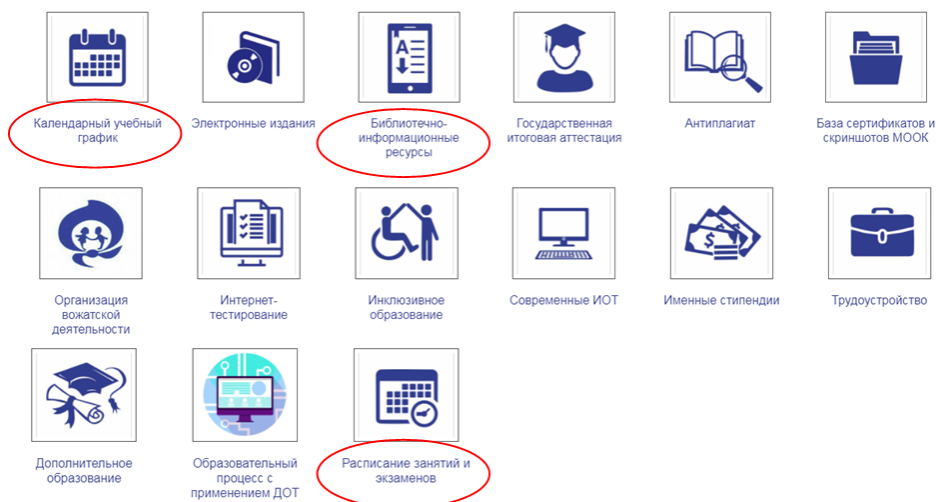 Календарный учебный
график
Электронные издания
Библиотечно-
информационные
ресурсы
Государственная
итоговая аттестация
Антиплагиат
База сертификатов и
скриншотов МООК
Организация
вожатской
деятельности
Интернет-
тестирование
Инклюзивное
образование
Современные ИОТ
Именные стипендии
Трудоустройство
Дополнительное
образование
Образовательный
процесс с
применением ДОТ
Расписание занятий и
экзаменов